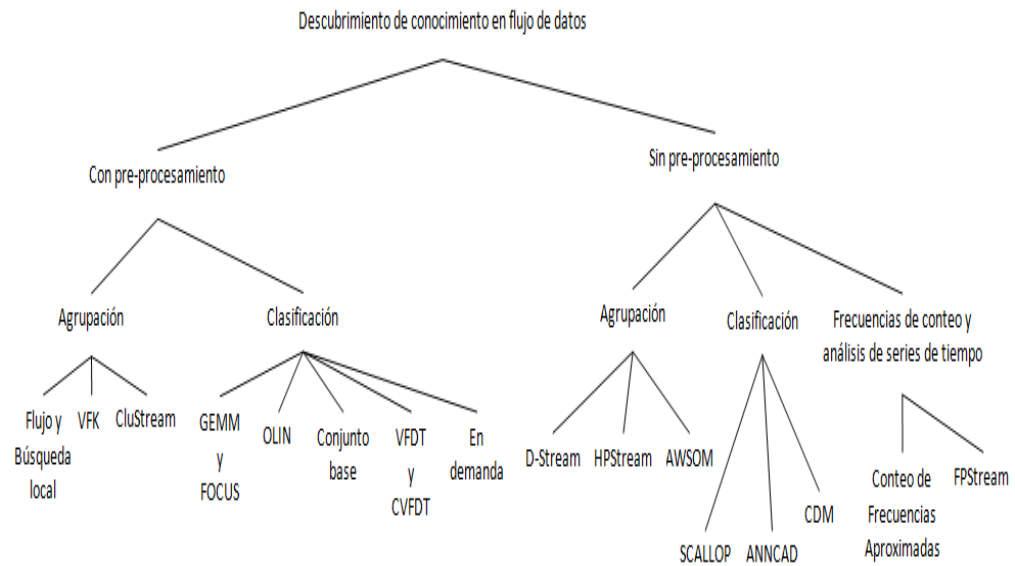 Descubrimiento de conocimiento en flujo de datos
Con pre-procesamiento
Sin pre-procesamiento
Agrupación
Clasificación
Agrupación
Clasificación
Frecuencias de conteo y
análisis de series de tiempo
Flujo y
Búsqueda
local
VFK
CluStream
GEMM
y
FOCUS
OLIN
Conjunto
base
VFDT
y
CVFDT
En
demanda
D-Stream
HPStream
AWSOM
SCALLOP
ANNCAD
CDM
Conteo de
Frecuencias
Aproximadas
FPStream